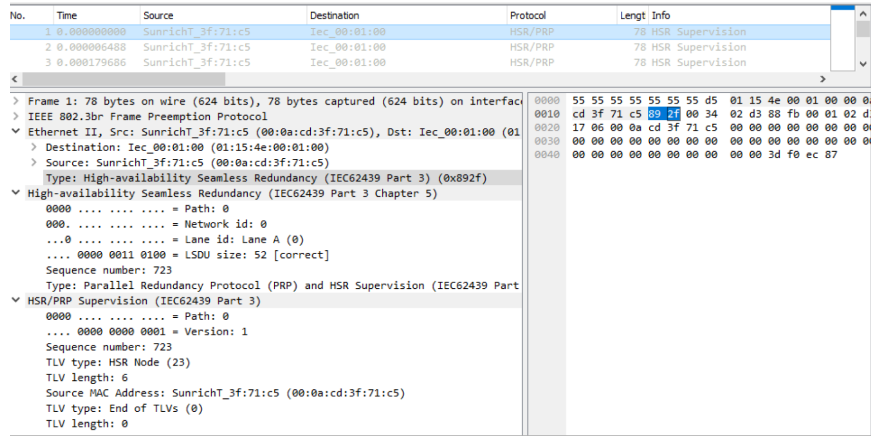 No. Time Source Destination Protocol Lengt Info
1 0.000000000 SunrichT_3f:71:c5 Iec_00:01:00 HSR/PRP 78 HSR Supervision
2 0.000006488 SunrichT_3f:71:c5 Iec_00:01:00 HSR/PRP 78 HSR Supervision
3 0.000179686 SunrichT_3f:71:c5 Iec_00:01:00 HSR/PRP 78 HSR Supervision
Frame 1: 78 bytes on wire (624 bits), 78 bytes captured (624 bits) on interfac
IEEE 802.3br Frame Preemption Protocol
Ethernet II, Src: SunrichT_3f:71:c5 (00:0a:cd:3f:71:c5), Dst: Iec_00:01:00 (01
Destination: Iec_00:01:00 (01:15:4e:00:01:00)
Source: SunrichT_3f:71:c5 (00:0a:cd:3f:71:c5)
Type: High-availability Seamless Redundancy (IEC62439 Part 3) (0x892f)
High-availability Seamless Redundancy (IEC62439 Part 3 Chapter 5)
0000 .... .... .... = Path: 0
000. .... .... .... = Network id: 0
...0 .... .... .... = Lane id: Lane A (0)
.... 0000 0011 0100 = LSDU size: 52 [correct]
Sequence number: 723
Type: Parallel Redundancy Protocol (PRP) and HSR Supervision (IEC62439 Part
HSR/PRP Supervision (IEC62439 Part 3)
0000 .... .... .... = Path: 0
.... 0000 0000 0001 = Version: 1
Sequence number: 723
TLV type: HSR Node (23)
TLV length: 6
Source MAC Address: SunrichT_3f:71:c5 (00:0a:cd:3f:71:c5)
TLV type: End of TLVs (0)
TLV length: 0
0000 55 55 55 55 55 55 55 d5 01 15 4e 00 01 00 00
0010 cd 3f 71 c5 89 2f 00 34 02 d3 88 fb 00 01 02
0020 17 06 00 0a cd 3f 71 c5 00 00 00 00 00 00 00
0030 00 00 00 00 00 00 00 00 00 00 00 00 00 00 00
0040 00 00 00 00 00 00 00 00 00 00 3d f0 ec 87